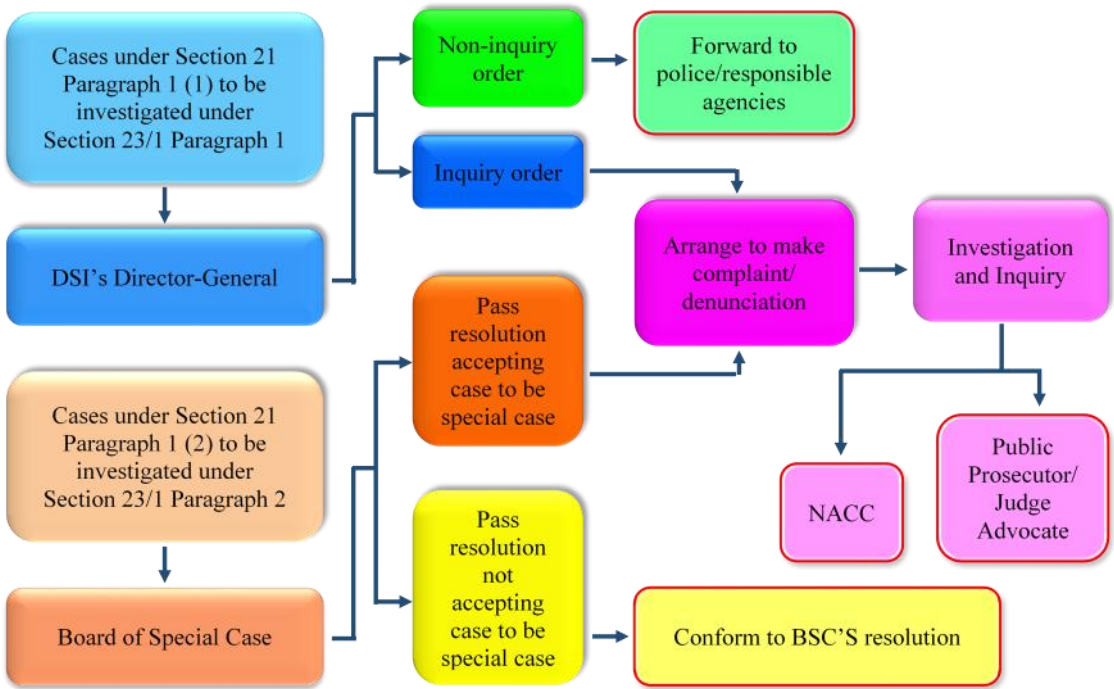 Cases under Section 21
Paragraph 1 (1) to be
investigated under
Section 23/1 Paragraph 1
DSI’s Director-General
Non-inquiry
order
Forward to
police/responsible
agencies
Inquiry order
Arrange to make
complaint/
denunciation
Investigation
and Inquiry
Pass
resolution
accepting
case to be
special case
Cases under Section 21
Paragraph 1 (2) to be
investigated under
Section 23/1 Paragraph 2
Board of Special Case
Pass
resolution
not
accepting
case to be
special case
NACC
Public
Prosecutor/
Judge
Advocate
Conform to BSC’S resolution